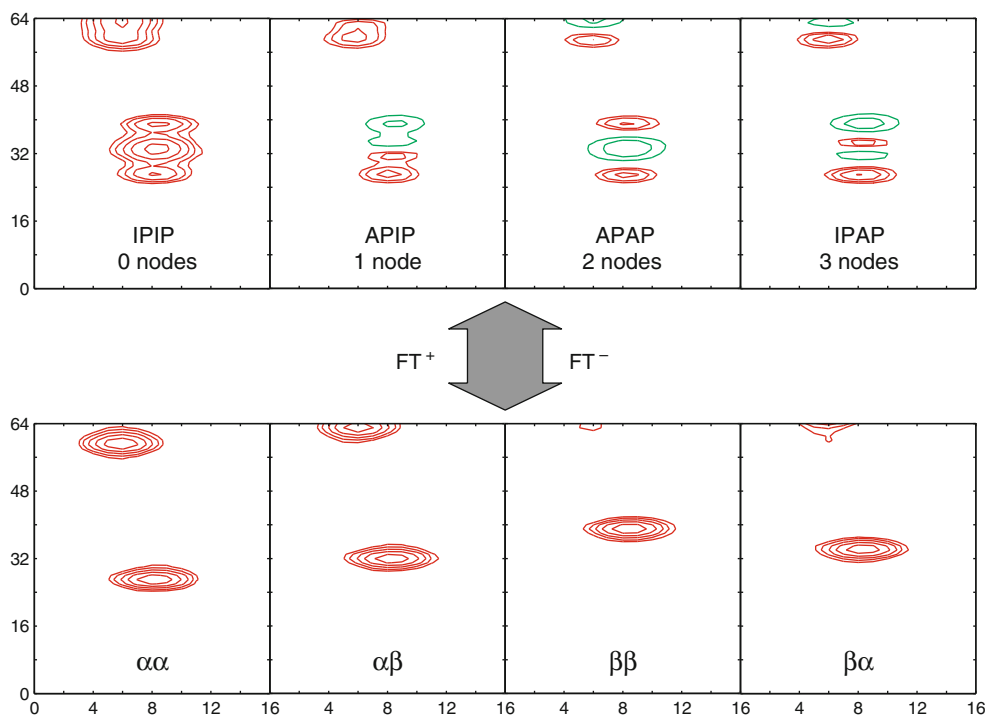 64
48
32
16
0
IPIP
0 nodes
APIP
1 node
APAP
2 nodes
IPAP
3 nodes
FT+ FT−
64
48
32
16
0
αα αβ ββ βα
0 4 8 12 16 4 8 12 16 4 8 12 16 4 8 12 16